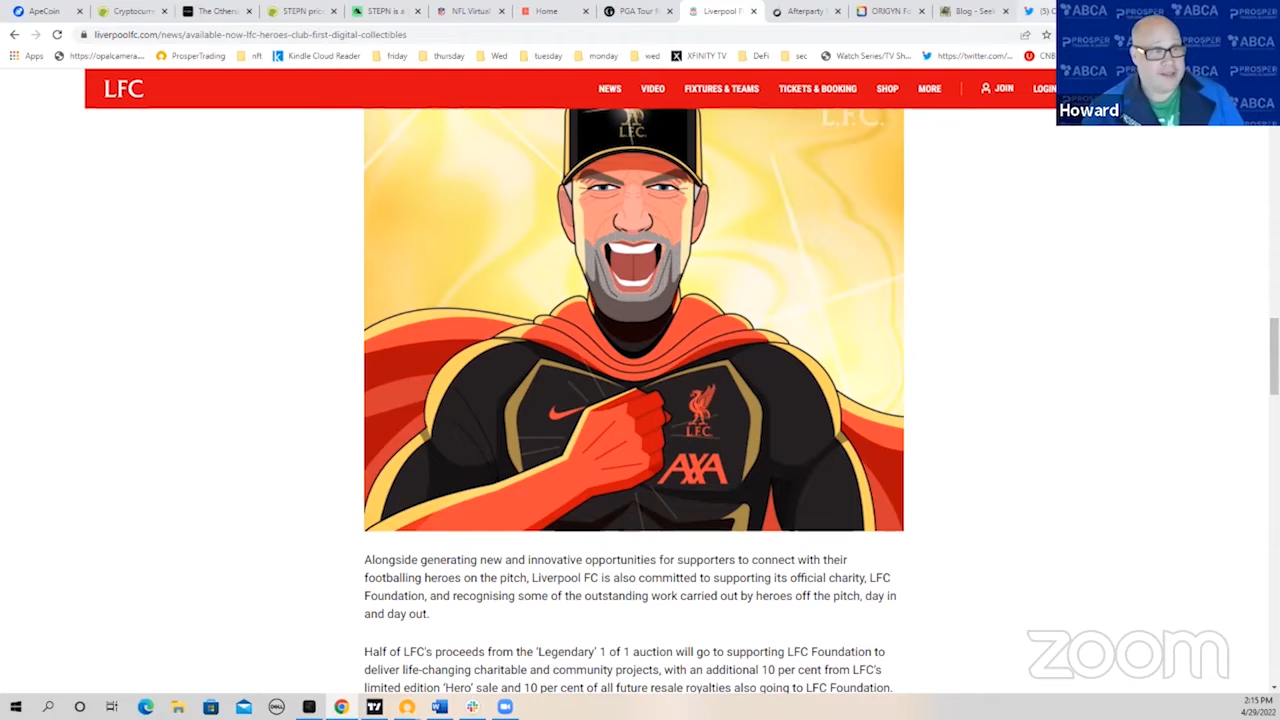 ApeCoin
Cryptocurr
The Others
STEPN pric
STEPN is a
NFL Virtual
Home
PGA Tour
Liverpool F
Afterparty
ORIGYN Fo
Blog - Seek
liverpoolfc.com/news/available-now-lfc-heroes-club-first-digital-collectibles
Apps
https://opalcamera...
ProsperTrading
nft
Kindle Cloud Reader
friday
thursday
Wed
tuesday
monday
wed
XFINITY TV
DeFi
sec
Watch Series/TV Sh...
https://twitter.com/...
CNB
ABCA
PROSPER
ABCA
ABCA
PROSPER
ABCA
Howard
LFC
NEWS
VIDEO
FIXTURES & TEAMS
TICKETS & BOOKING
SHOP
MORE
JOIN
LOGIN
L.F.C.
L.F.C.
L.F.C.
AXA
Alongside generating new and innovative opportunities for supporters to connect with their
footballing heroes on the pitch, Liverpool FC is also committed to supporting its official charity, LFC
Foundation, and recognising some of the outstanding work carried out by heroes off the pitch, day in
and day out.
Half of LFC's proceeds from the 'Legendary' 1 of 1 auction will go to supporting LFC Foundation to
deliver life-changing charitable and community projects, with an additional 10 per cent from LFC's
limited edition 'Hero' sale and 10 per cent of all future resale royalties also going to LFC Foundation.
zoom
DELL
2:15 PM
4/29/2022